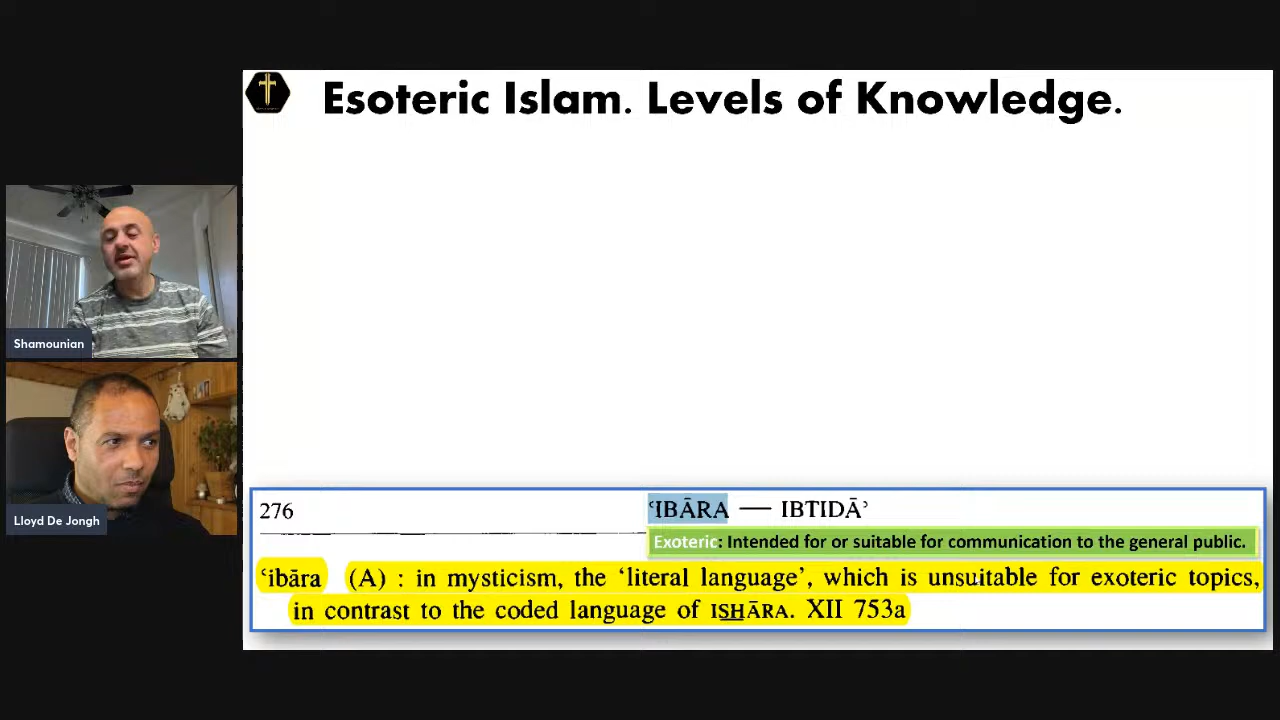 Esoteric Islam. Levels of Knowledge.
Shamounian
Lloyd De Jongh
276
ʿIBĀRA — IBTIDĀʾ
Exoteric: Intended for or suitable for communication to the general public.
ʿibāra (A) : in mysticism, the ‘literal language’, which is unsuitable for exoteric topics,
in contrast to the coded language of ISHĀRA. XII 753a